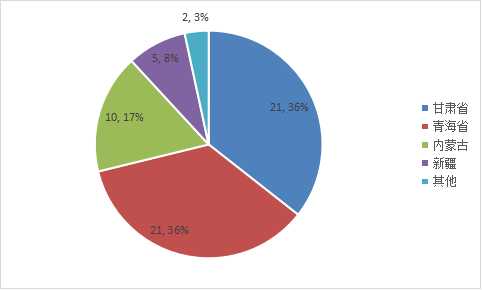 2, 3%
5, 8%
21, 36%
10, 17%
21, 36%
甘肃省
青海省
内蒙古
新疆
其他